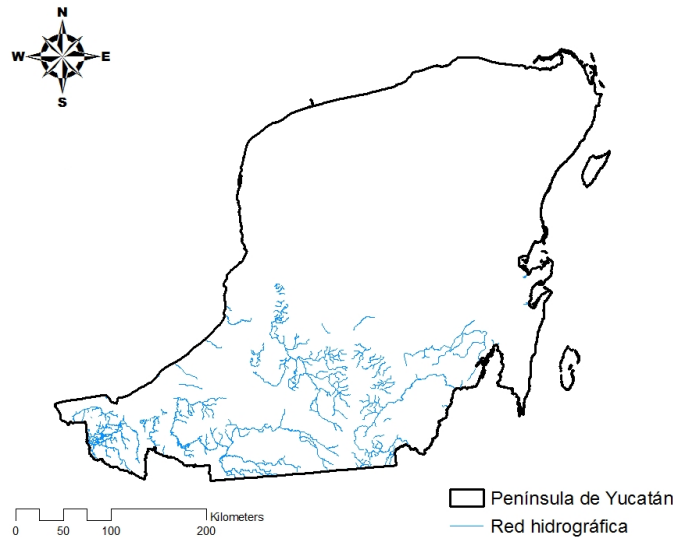 N
W E
S
Kilometers
0 50 100 200
Península de Yucatán
Red hidrográfica